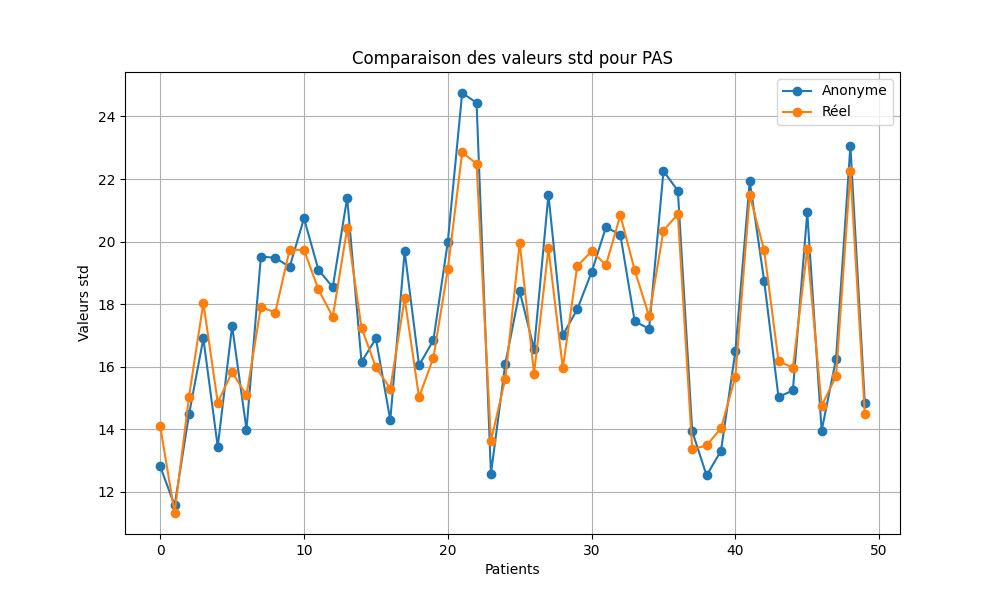 Comparaison des valeurs std pour PAS
Anonyme
Réel
24
22
20
18
16
14
12
Valeurs std
0 10 20 30 40 50
Patients